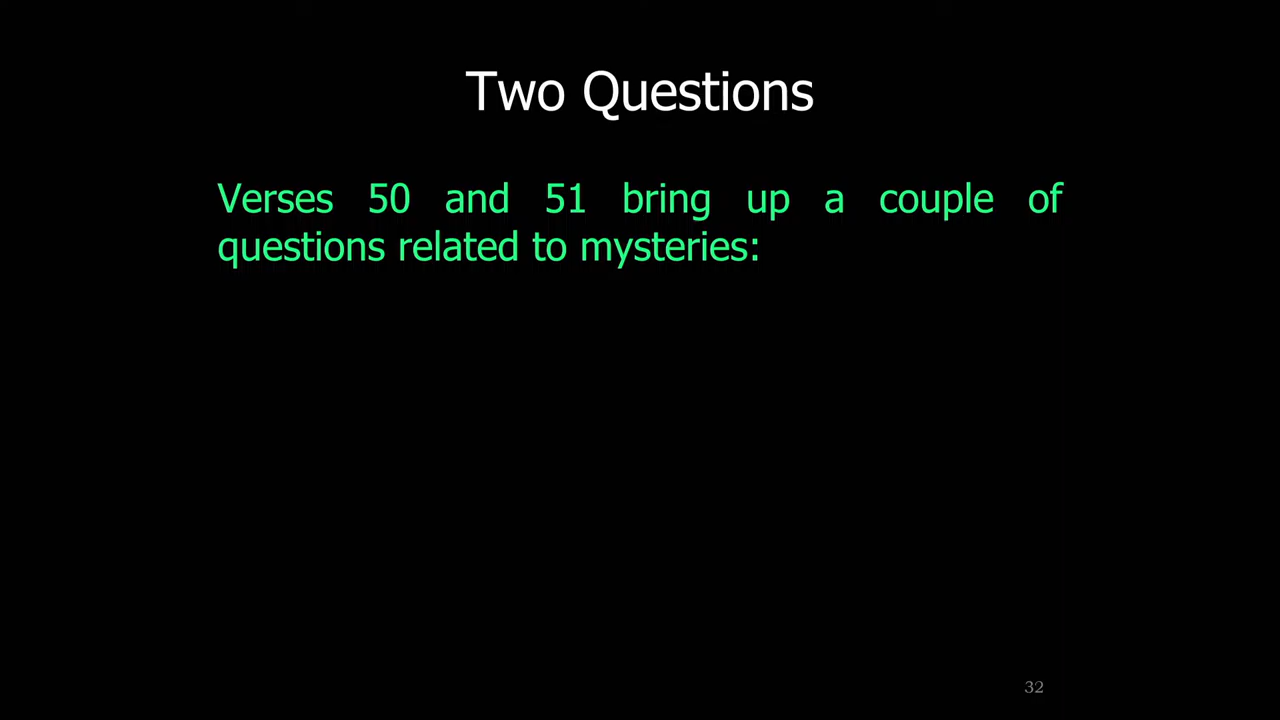 Two Questions
Verses 50 and 51 bring up a couple of
questions related to mysteries:
32